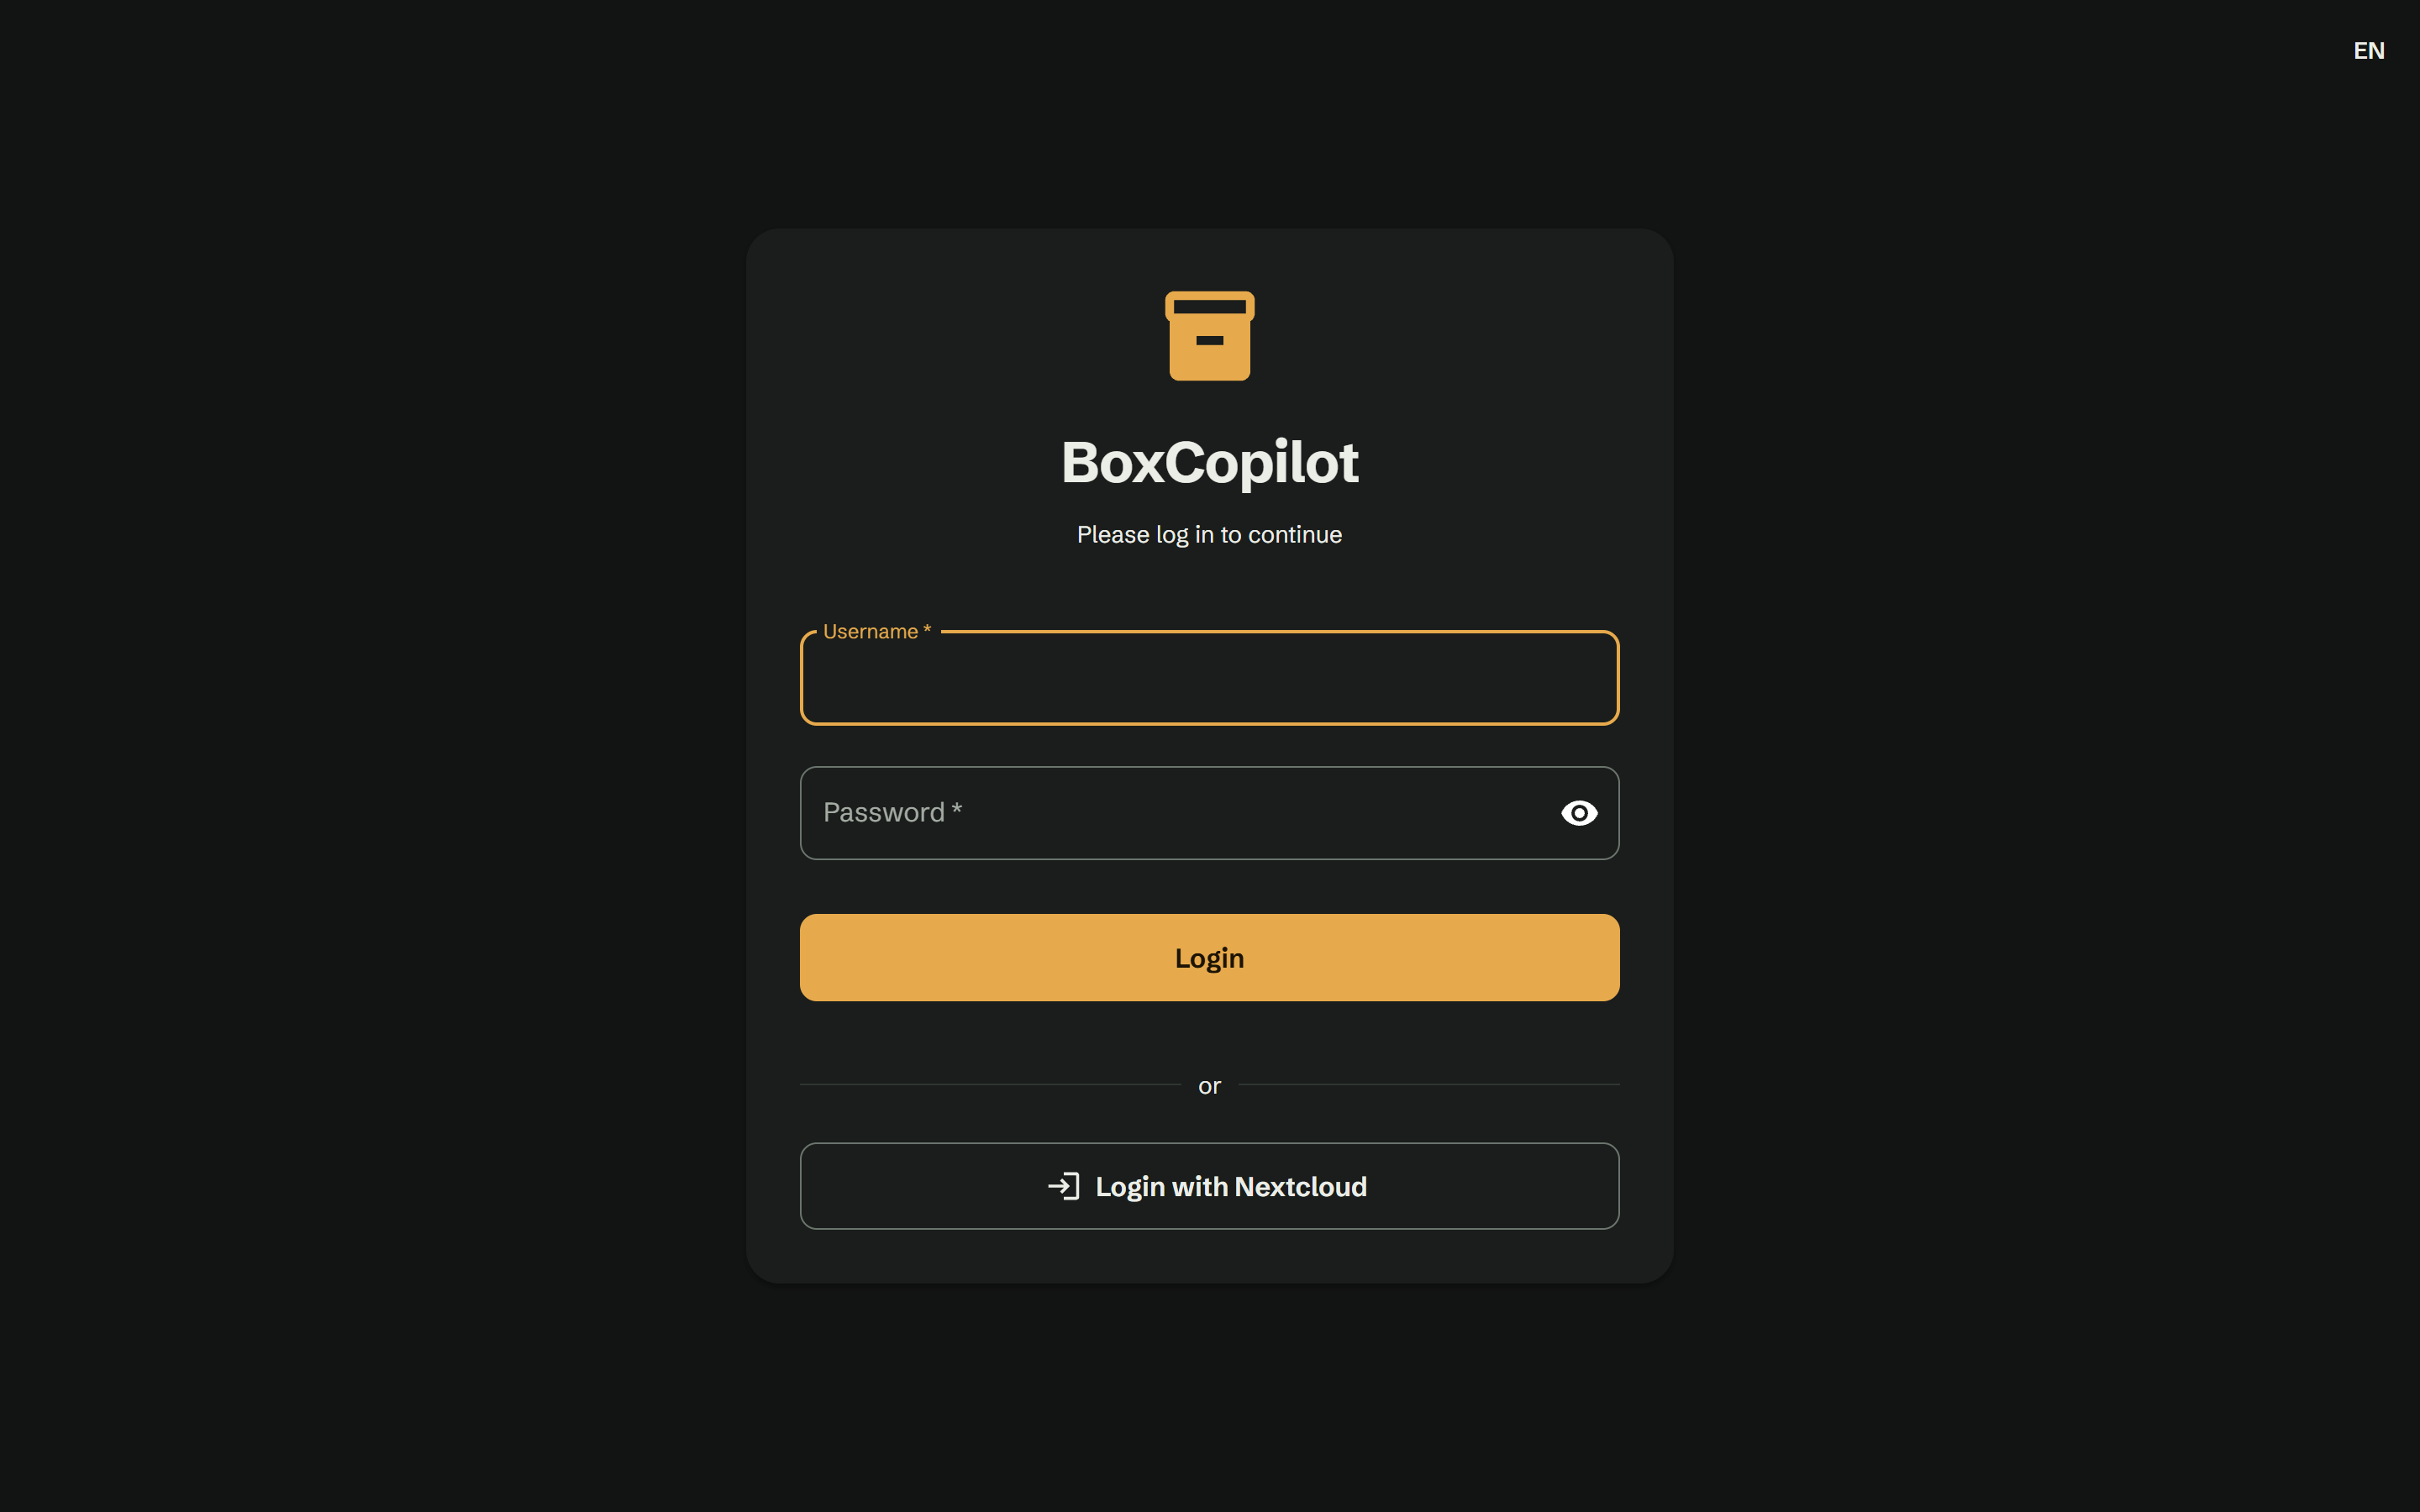 EN
BoxCopilot
Please log in to continue
Username *
Password *
Login
or
Login with Nextcloud